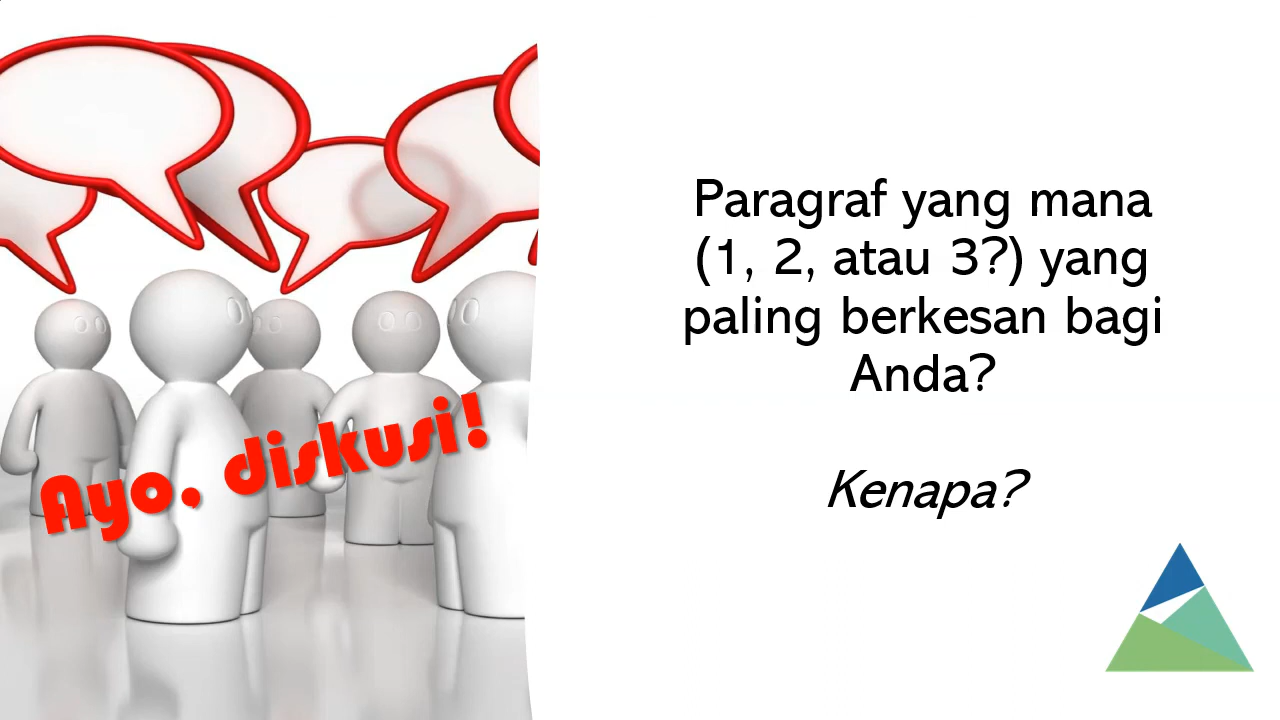 Ayo, diskusi!
Paragraf yang mana
(1, 2, atau 3?) yang
paling berkesan bagi
Anda?
Kenapa?